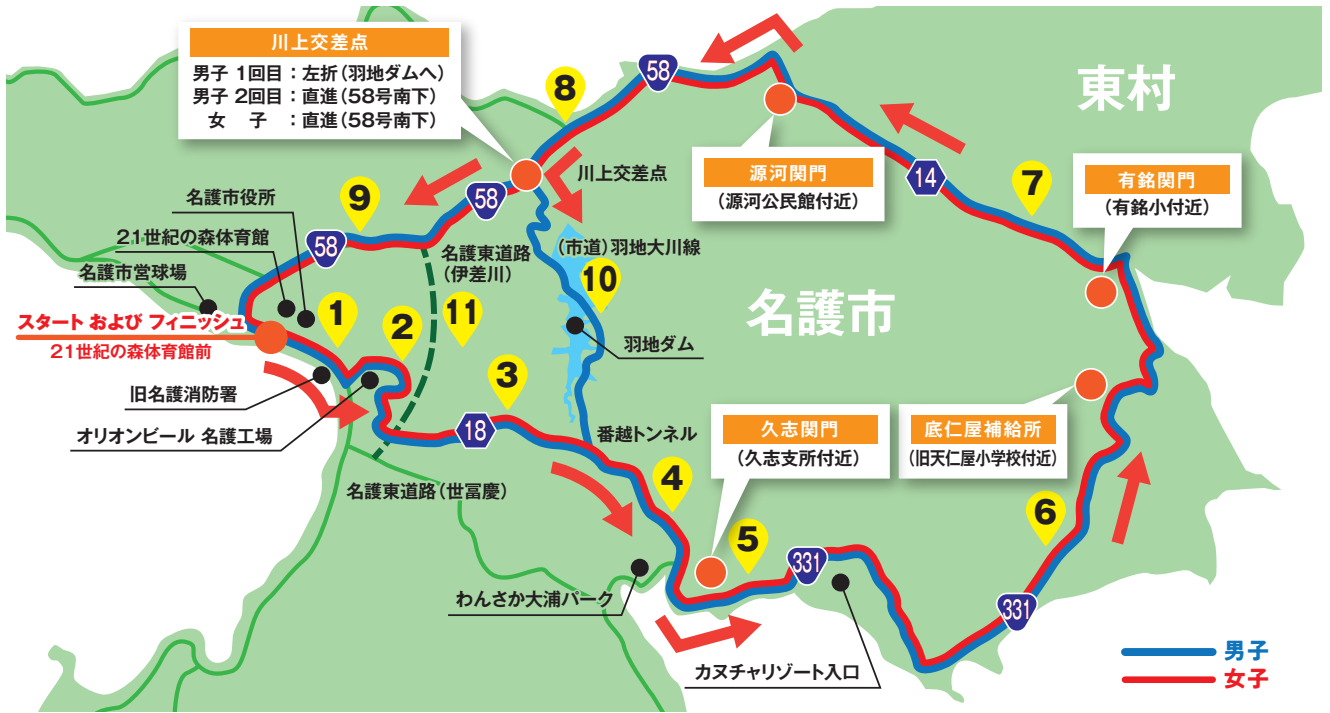 川上交差点
男子 1回目：左折（羽地ダムへ）
男子 2回目：直進（58号南下）
女　子　：直進（58号南下）
58
8
東村
川上交差点
源河関門
（源河公民館付近）
14
7
有銘関門
（有銘小付近）
58
9
58
名護市役所
21世紀の森体育館
名護市営球場
名護東道路
（伊差川）
（市道）羽地大川線
10
名護市
スタート および フィニッシュ
21世紀の森体育館前
1
2
11
羽地ダム
旧名護消防署
オリオンビール 名護工場
3
18
番越トンネル
名護東道路（世冨慶）
久志関門
（久志支所付近）
底仁屋補給所
（旧天仁屋小学校付近）
4
5
6
331
331
わんさか大浦パーク
カヌチャリゾート入口
男子
女子